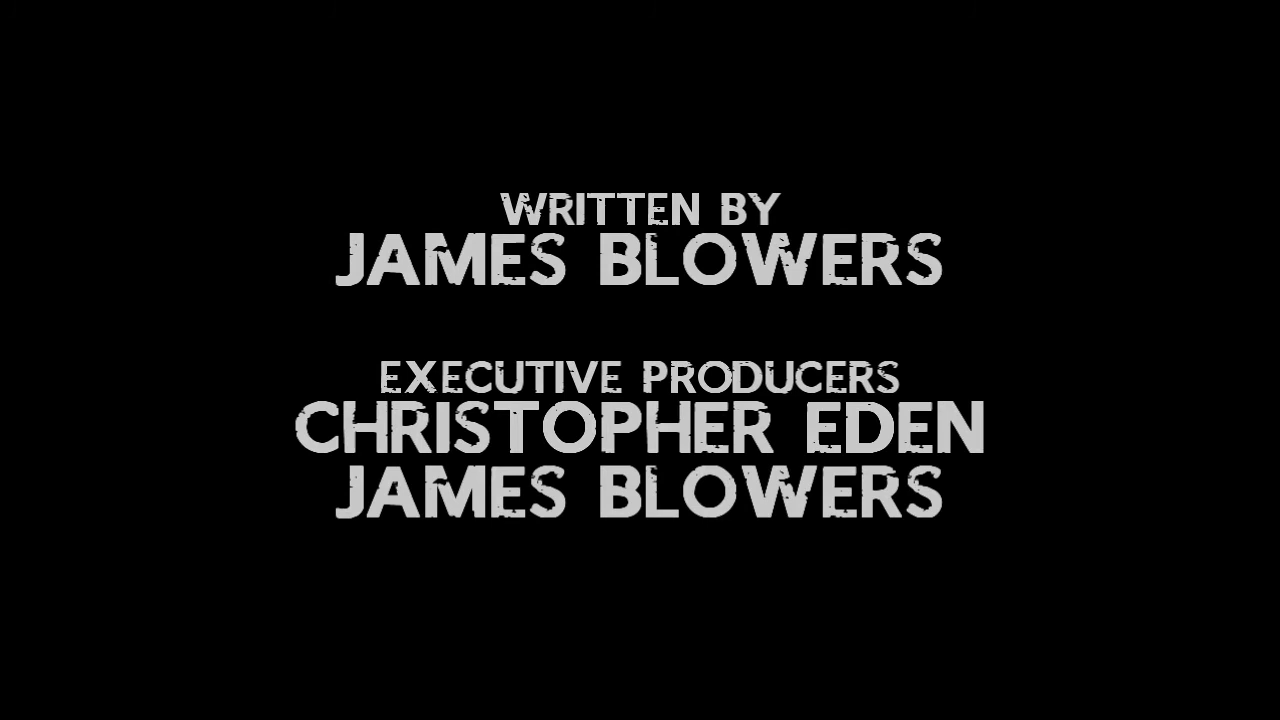 WRITTEN BY
JAMES BLOWERS
EXECUTIVE PRODUCERS
CHRISTOPHER EDEN
JAMES BLOWERS